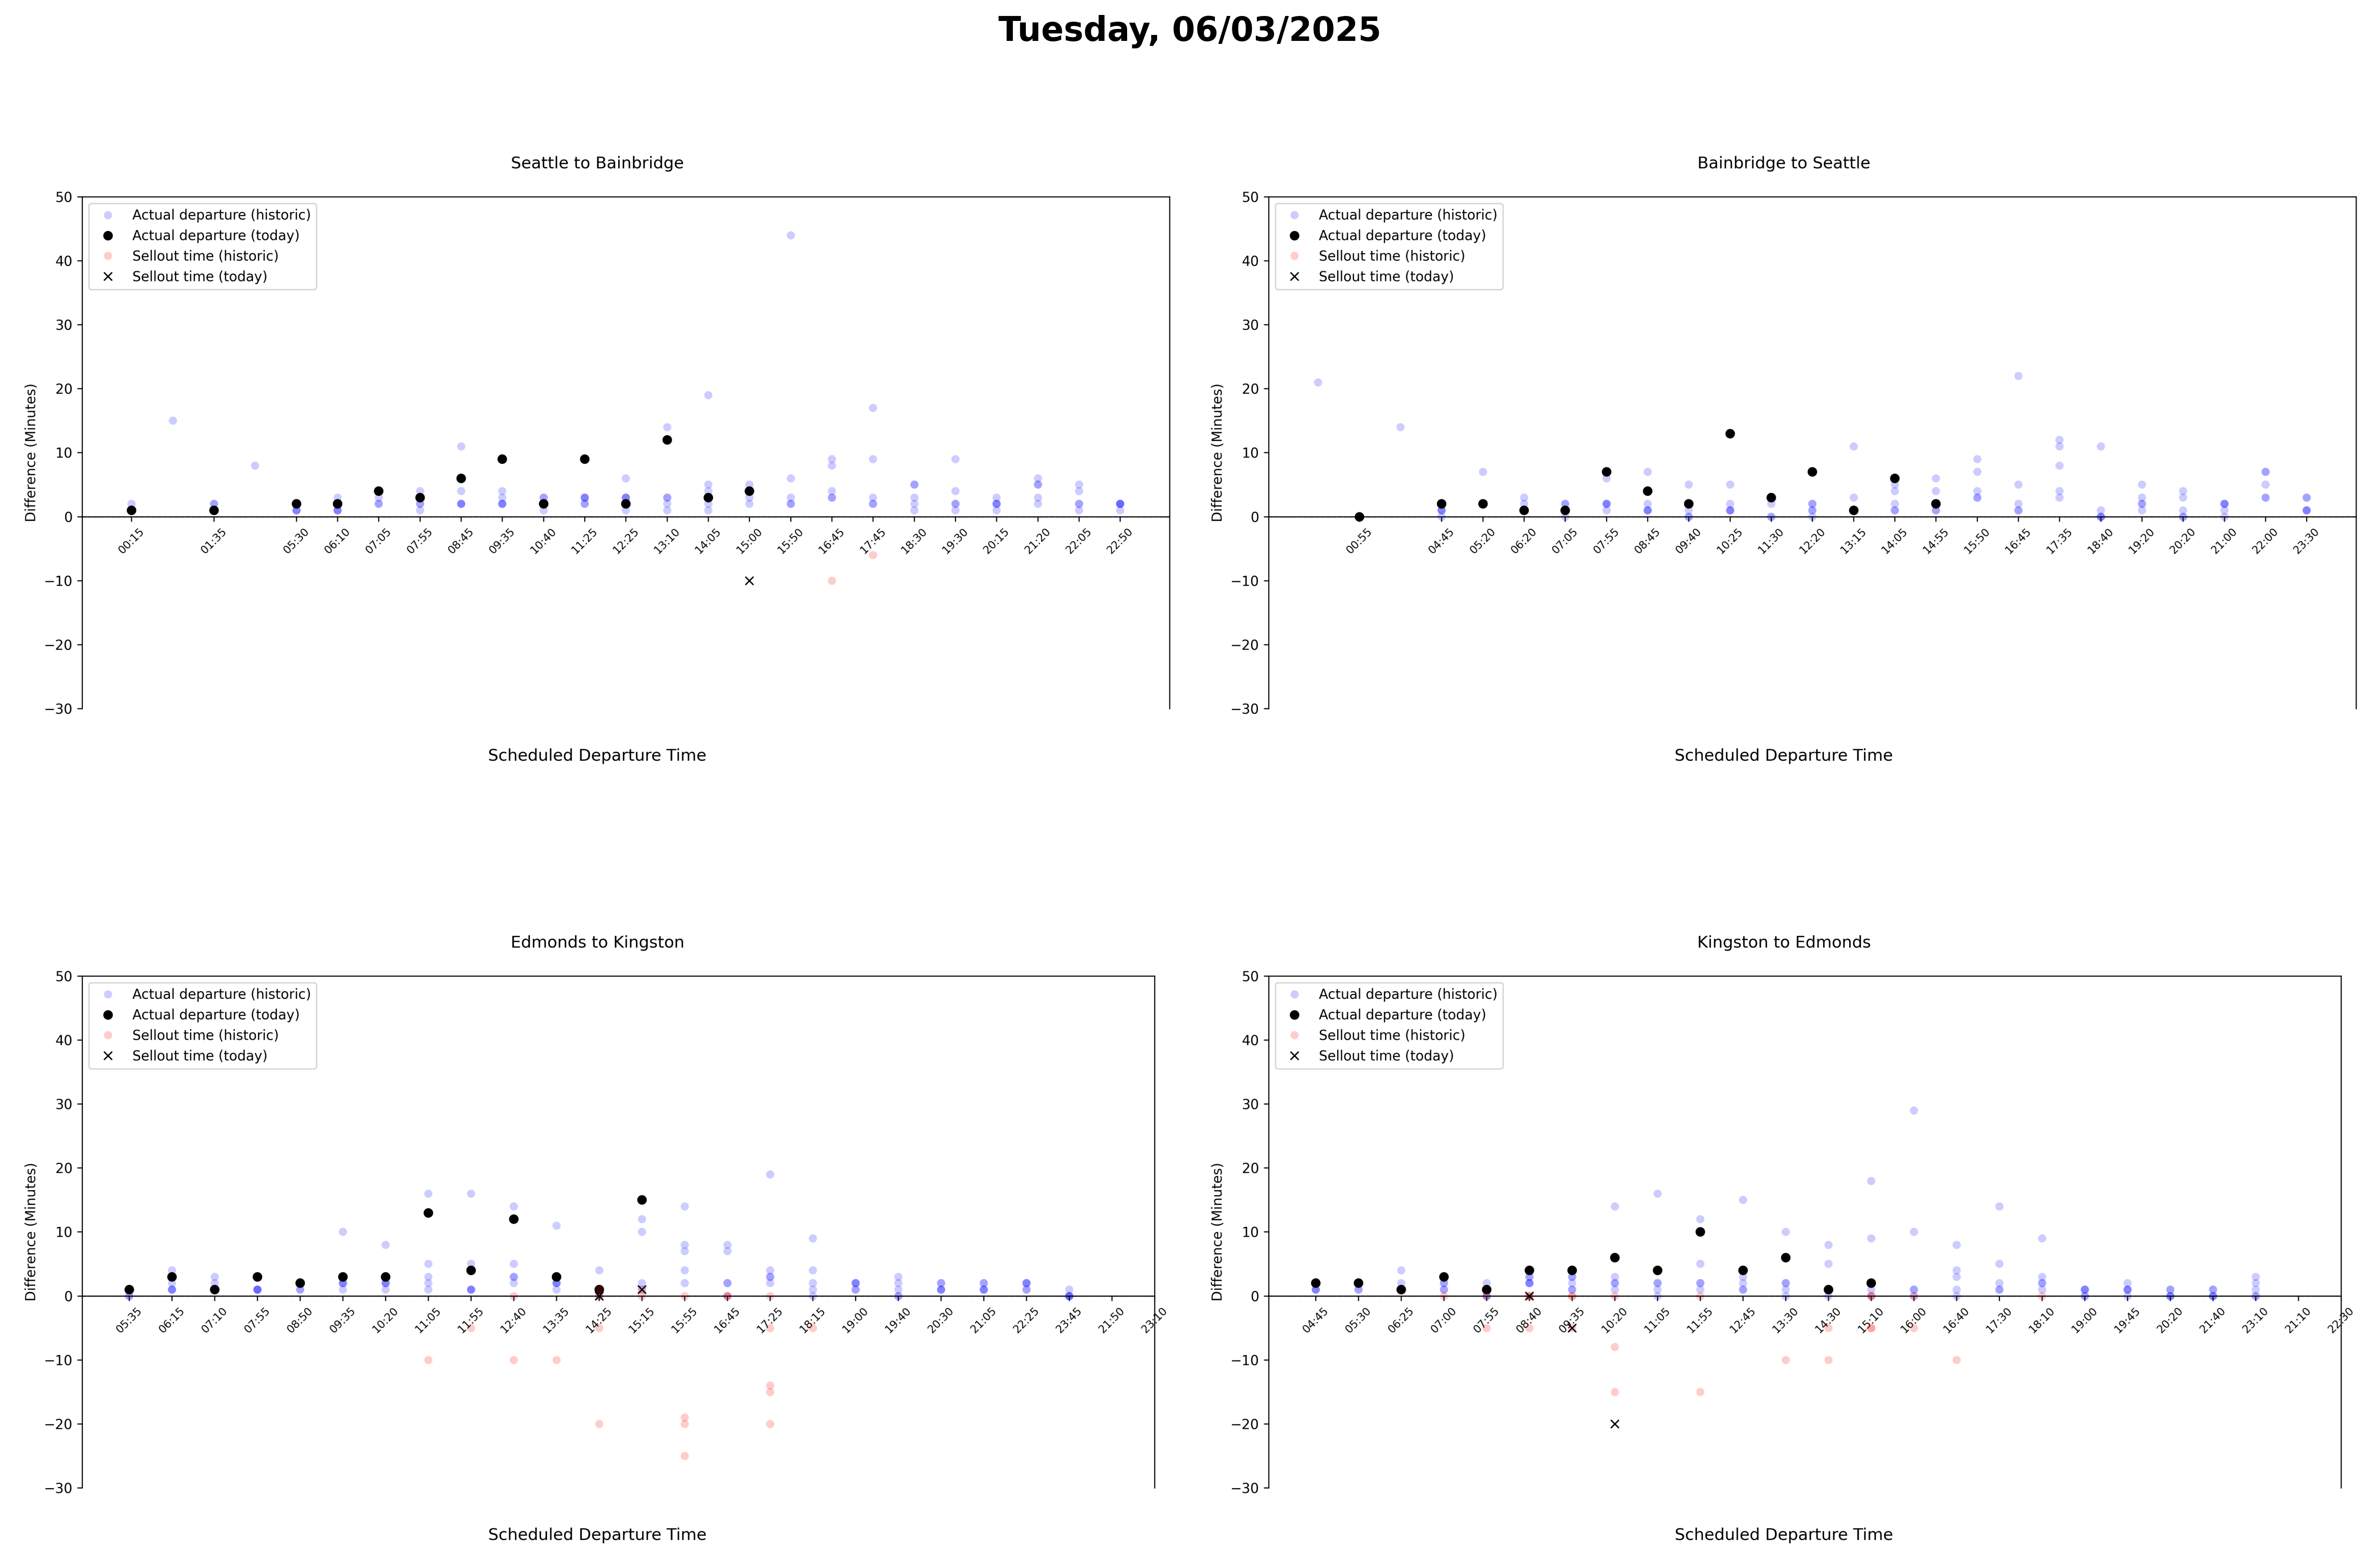 Tuesday, 06/03/2025
Seattle to Bainbridge
50
40
30
20
10
0
−10
−20
−30
Difference (Minutes)
Actual departure (historic)
Actual departure (today)
Sellout time (historic)
Sellout time (today)
00:15 01:35 05:30 06:10 07:05 07:55 08:45 09:35 10:40 11:25 12:25 13:10 14:05 15:00 15:50 16:45 17:45 18:30 19:30 20:15 21:20 22:05 22:50
Scheduled Departure Time
Bainbridge to Seattle
50
40
30
20
10
0
−10
−20
−30
Difference (Minutes)
Actual departure (historic)
Actual departure (today)
Sellout time (historic)
Sellout time (today)
00:55 04:45 05:20 06:20 07:05 07:55 08:45 09:40 10:25 11:30 12:20 13:15 14:05 14:55 15:50 16:45 17:35 18:40 19:20 20:20 21:00 22:00 23:30
Scheduled Departure Time
Edmonds to Kingston
50
40
30
20
10
0
−10
−20
−30
Difference (Minutes)
Actual departure (historic)
Actual departure (today)
Sellout time (historic)
Sellout time (today)
05:35 06:15 07:10 07:55 08:50 09:35 10:20 11:05 11:55 12:40 13:35 14:25 15:15 15:55 16:45 17:25 18:15 19:00 19:40 20:30 21:05 22:25 23:45 21:50 23:10
Scheduled Departure Time
Kingston to Edmonds
50
40
30
20
10
0
−10
−20
−30
Difference (Minutes)
Actual departure (historic)
Actual departure (today)
Sellout time (historic)
Sellout time (today)
04:45 05:30 06:25 07:00 07:55 08:40 09:35 10:20 11:05 11:55 12:45 13:30 14:30 15:10 16:00 16:40 17:30 18:10 19:00 19:45 20:20 21:40 23:10 21:10 22:30
Scheduled Departure Time